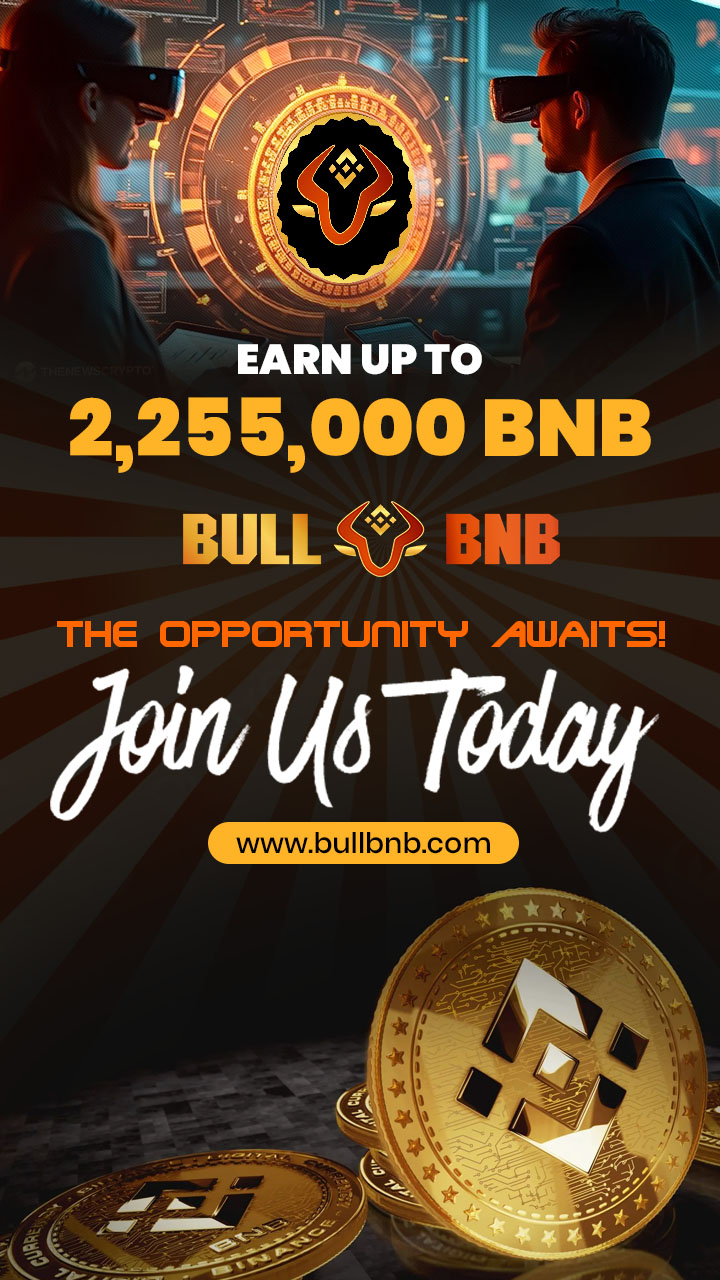 THENEWSCRYPTO
EARN UP TO
2,255,000 BNB
BULL BNB
THE OPPORTUNITY AWAITS!
Join Us Today
www.bullbnb.com
BNB
BINANCE